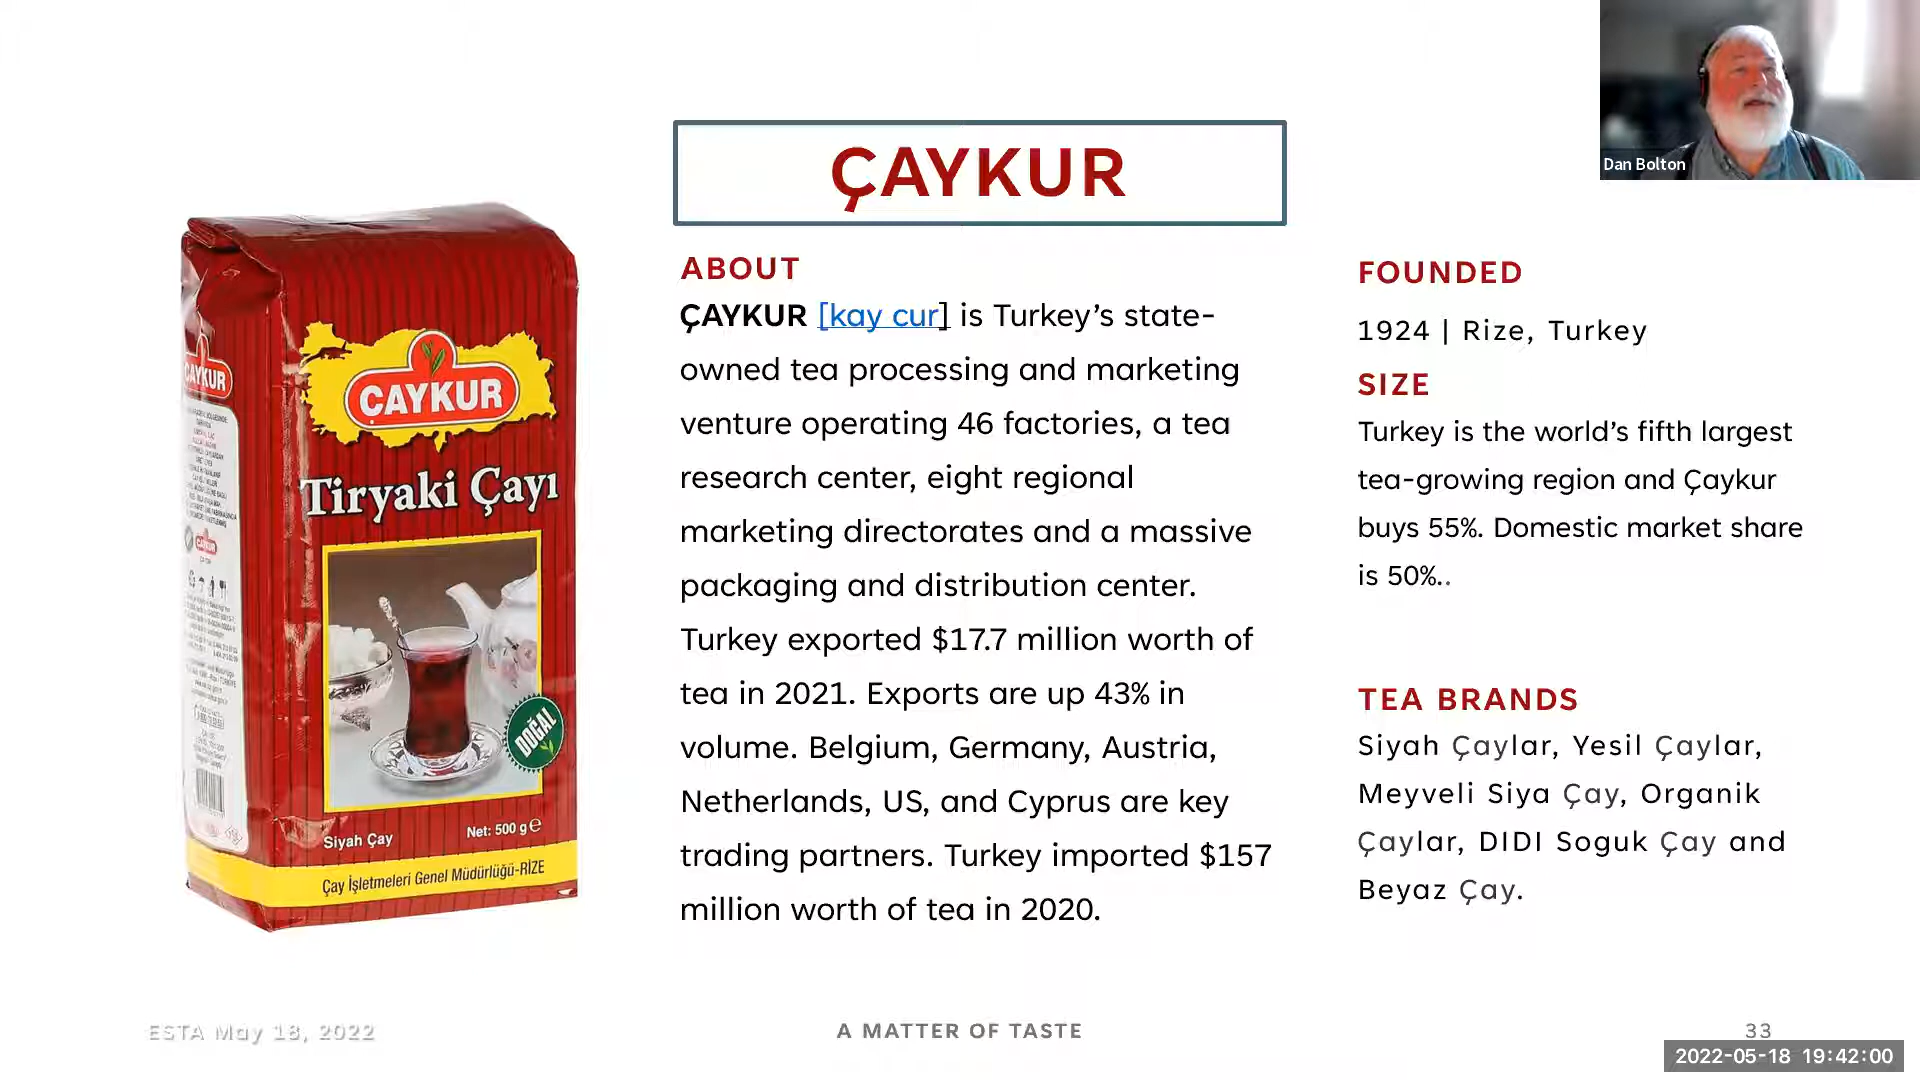 Dan Bolton
ÇAYKUR
ABOUT
ÇAYKUR [kay cur] is Turkey's state-
owned tea processing and marketing
venture operating 46 factories, a tea
research center, eight regional
marketing directorates and a massive
packaging and distribution center.
Turkey exported $17.7 million worth of
tea in 2021. Exports are up 43% in
volume. Belgium, Germany, Austria,
Netherlands, US, and Cyprus are key
trading partners. Turkey imported $157
million worth of tea in 2020.
FOUNDED
1924 | Rize, Turkey
SIZE
Turkey is the world's fifth largest
tea-growing region and Çaykur
buys 55%. Domestic market share
is 50%..
TEA BRANDS
Siyah Çaylar, Yesil Çaylar,
Meyveli Siya Çay, Organik
Çaylar, DIDI Soguk Çay and
Beyaz Çay.
ÇAYKUR
ÇAYKUR
Tiryaki Çayı
DOĞAL
Siyah Çay
Net: 500 g e
Çay İşletmeleri Genel Müdürlüğü-RİZE
ESTA May 18, 2022
A MATTER OF TASTE
33
2022-05-18 19:42:00